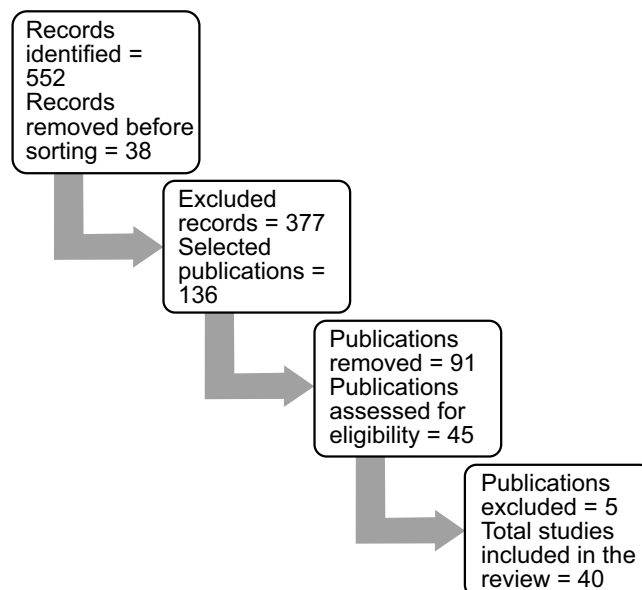 Records
identified =
552
Records
removed before
sorting = 38
Excluded
records = 377
Selected
publications =
136
Publications
removed = 91
Publications
assessed for
eligibility = 45
Publications
excluded = 5
Total studies
included in the
review = 40